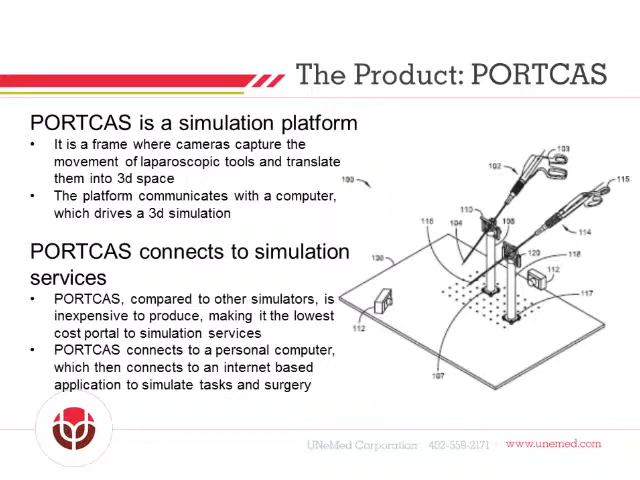 The Product: PORTCAS
PORTCAS is a simulation platform
• It is a frame where cameras capture the
movement of laparoscopic tools and translate
them into 3d space
• The platform communicates with a computer,
which drives a 3d simulation
PORTCAS connects to simulation
services
• PORTCAS, compared to other simulators, is
inexpensive to produce, making it the lowest
cost portal to simulation services
• PORTCAS connects to a personal computer,
which then connects to an internet based
application to simulate tasks and surgery
103
102
115
100
110
116
104
106
114
120
118
112
112
117
107
UNeMed Corporation 402-559-2171 www.unemed.com